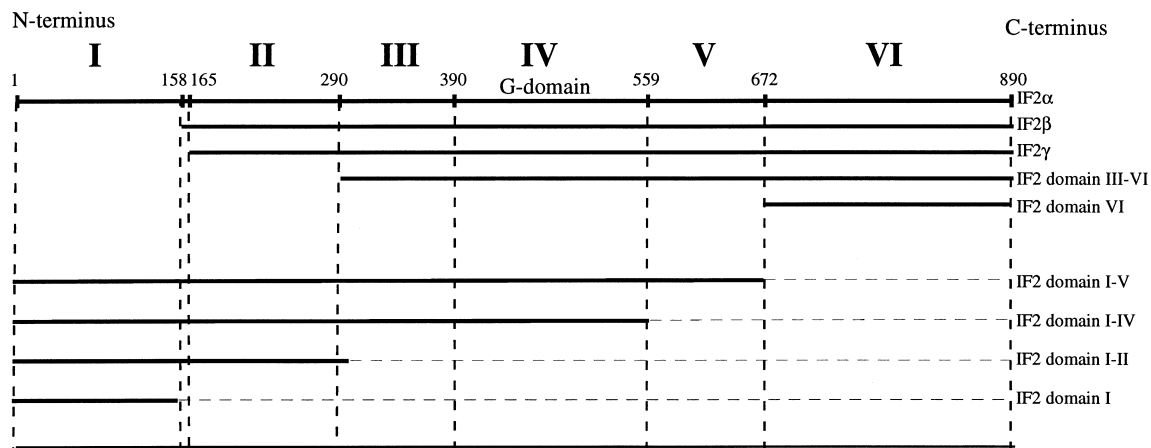 N-terminus
C-terminus
I II III IV V VI
1 158 165 290 390 G-domain 559 672 890
IF2α
IF2β
IF2γ
IF2 domain III-VI
IF2 domain VI
IF2 domain I-V
IF2 domain I-IV
IF2 domain I-II
IF2 domain I